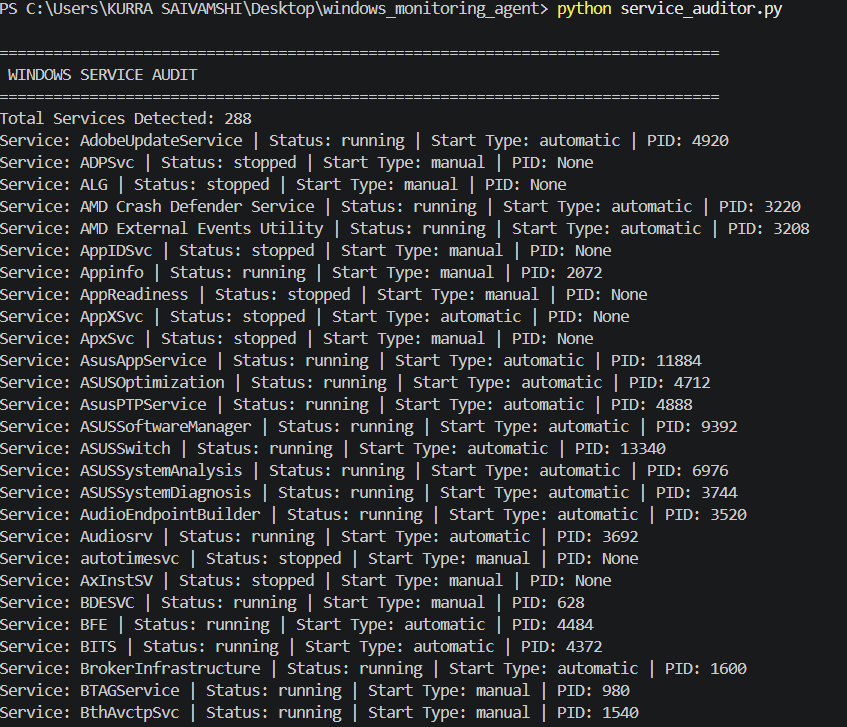 PS C:\Users\KURRA SAIVAMSHI\Desktop\windows_monitoring_agent> python service_auditor.py
================================================================================
WINDOWS SERVICE AUDIT
================================================================================
Total Services Detected: 288
Service: AdobeUpdateService | Status: running | Start Type: automatic | PID: 4920
Service: ADPSvc | Status: stopped | Start Type: manual | PID: None
Service: ALG | Status: stopped | Start Type: manual | PID: None
Service: AMD Crash Defender Service | Status: running | Start Type: automatic | PID: 3220
Service: AMD External Events Utility | Status: running | Start Type: automatic | PID: 3208
Service: AppIDSvc | Status: stopped | Start Type: manual | PID: None
Service: Appinfo | Status: running | Start Type: manual | PID: 2072
Service: AppReadiness | Status: stopped | Start Type: manual | PID: None
Service: AppXSvc | Status: stopped | Start Type: automatic | PID: None
Service: ApxSvc | Status: stopped | Start Type: manual | PID: None
Service: AsusAppService | Status: running | Start Type: automatic | PID: 11884
Service: ASUSOptimization | Status: running | Start Type: automatic | PID: 4712
Service: AsusPTPService | Status: running | Start Type: automatic | PID: 4888
Service: ASUSSoftwareManager | Status: running | Start Type: automatic | PID: 9392
Service: ASUSSwitch | Status: running | Start Type: automatic | PID: 13340
Service: ASUSSystemAnalysis | Status: running | Start Type: automatic | PID: 6976
Service: ASUSSystemDiagnosis | Status: running | Start Type: automatic | PID: 3744
Service: AudioEndpointBuilder | Status: running | Start Type: automatic | PID: 3520
Service: Audiosrv | Status: running | Start Type: automatic | PID: 3692
Service: autotimesvc | Status: stopped | Start Type: manual | PID: None
Service: AxInstSV | Status: stopped | Start Type: manual | PID: None
Service: BDESVC | Status: running | Start Type: manual | PID: 628
Service: BFE | Status: running | Start Type: automatic | PID: 4484
Service: BITS | Status: running | Start Type: automatic | PID: 4372
Service: BrokerInfrastructure | Status: running | Start Type: automatic | PID: 1600
Service: BTAGService | Status: running | Start Type: manual | PID: 980
Service: BthAvctpSvc | Status: running | Start Type: manual | PID: 1540